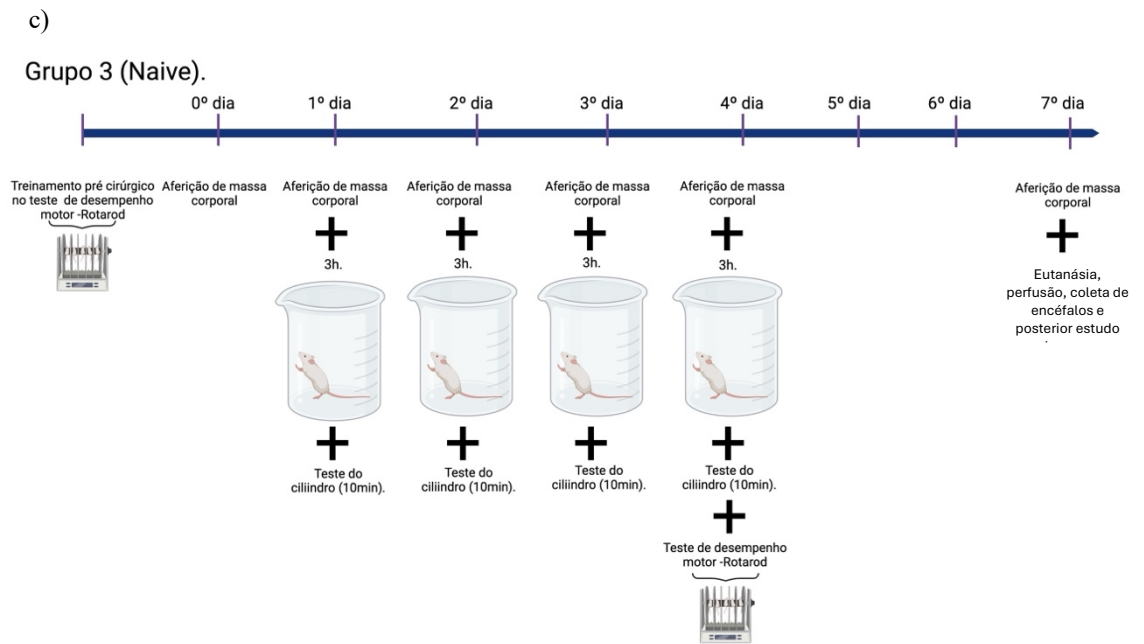 c)
Grupo 3 (Naive).
0º dia
1º dia
2º dia
3º dia
4º dia
5º dia
6º dia
7º dia
Treinamento pré cirúrgico
no teste de desempenho
motor -Rotarod
Aferição de massa
corporal
Aferição de massa
corporal
3h.
Teste do
ciliindro (10min).
Aferição de massa
corporal
3h.
Teste do
ciliindro (10min).
Aferição de massa
corporal
3h.
Teste do
ciliindro (10min).
Aferição de massa
corporal
3h.
Teste do
ciliindro (10min).
Teste de desempenho
motor -Rotarod
Aferição de massa
corporal
Eutanásia,
perfusão, coleta de
encéfalos e
posterior estudo